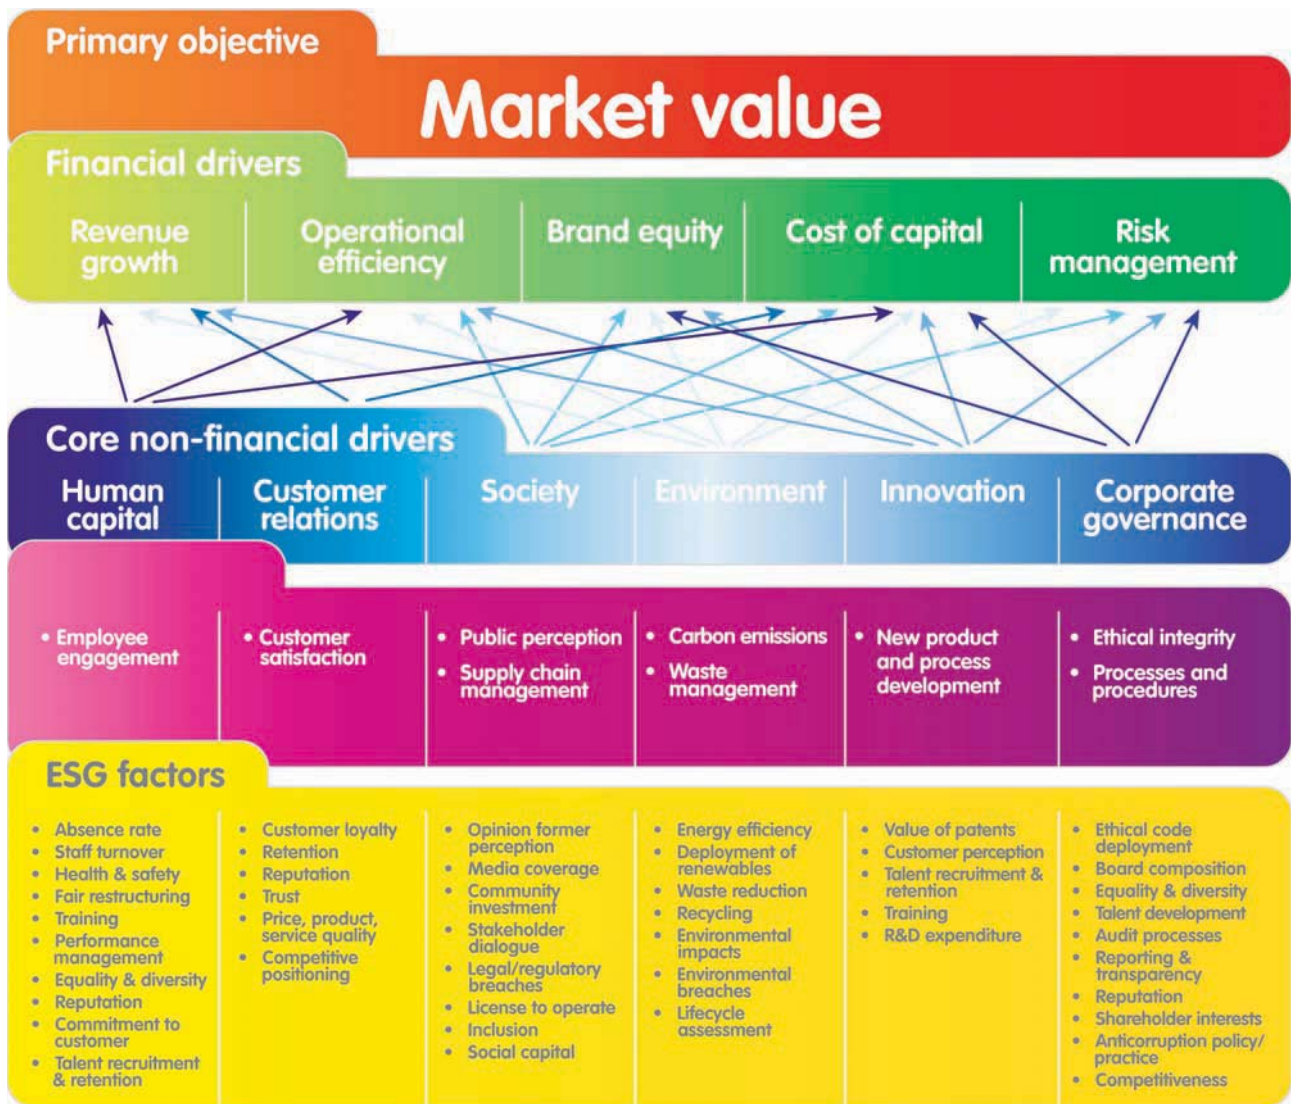 Primary objective
Market value
Financial drivers
Revenue
growth
Operational
efficiency
Brand equity
Cost of capital
Risk
management
Core non-financial drivers
Human
capital
Customer
relations
Society
Environment
Innovation
Corporate
governance
• Employee
engagement
• Customer
satisfaction
• Public perception
• Supply chain
management
• Carbon emissions
• Waste
management
• New product
and process
development
• Ethical integrity
• Processes and
procedures
ESG factors
• Absence rate
• Staff turnover
• Health & safety
• Fair restructuring
• Training
• Performance
management
• Equality & diversity
• Reputation
• Commitment to
customer
• Talent recruitment
& retention
• Customer loyalty
• Retention
• Reputation
• Trust
• Price, product,
service quality
• Competitive
positioning
• Opinion former
perception
• Media coverage
• Community
investment
• Stakeholder
dialogue
• Legal/regulatory
breaches
• License to operate
• Inclusion
• Social capital
• Energy efficiency
• Deployment of
renewables
• Waste reduction
• Recycling
• Environmental
impacts
• Environmental
breaches
• Lifecycle
assessment
• Value of patents
• Customer perception
• Talent recruitment &
retention
• Training
• R&D expenditure
• Ethical code
deployment
• Board composition
• Equality & diversity
• Talent development
• Audit processes
• Reporting &
transparency
• Reputation
• Shareholder interests
• Anticorruption policy/
practice
• Competitiveness